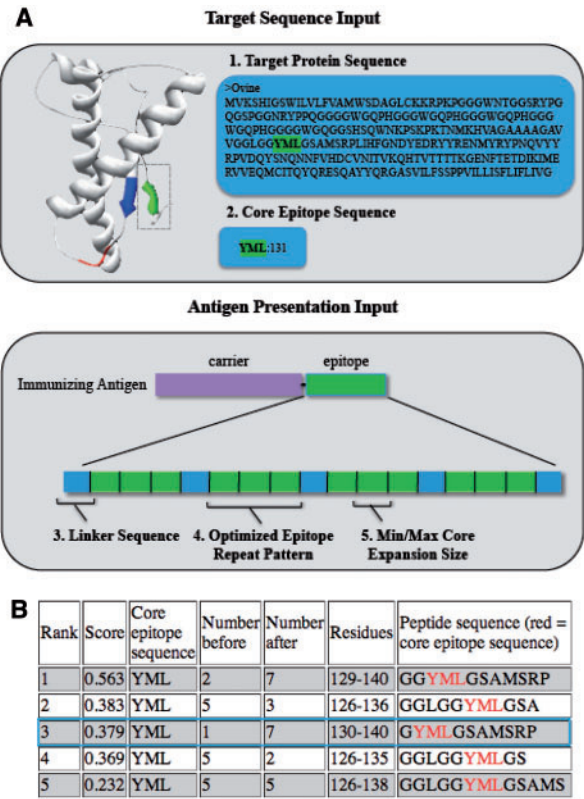 A
Target Sequence Input
1. Target Protein Sequence
>Ovine
MVKSHIGSWILVLFVAMWSDAGLCKKRPKPGGGWNTGGSRYPG
QGSPGGNRYPPQGGGGWGQPHGGGWGQPHGGGWGQPHGGG
WGQPHGGGGWGQGGSHSQWNKPSKPKTNMKHVAGAAAAGAV
VGGLGGYMLGSAMSRPLIHFGNDYEDRYYRENMYRYPNQVYY
RPVDQYSNQNNFVHDCVNITVKQHTVTTTTKGENFTETDIKIME
RVVEQMCITQYQRESQAYYQRGASVILFSSPPVILLISFLIFLIVG
2. Core Epitope Sequence
YML:131
Antigen Presentation Input
carrier epitope
Immunizing Antigen
3. Linker Sequence
4. Optimized Epitope
Repeat Pattern
5. Min/Max Core
Expansion Size
B
Rank Score Core epitope sequence Number before Number after Residues Peptide sequence (red = core epitope sequence)
1 0.563 YML 2 7 129-140 GGYMLGSAMSRP
2 0.383 YML 5 3 126-136 GGLGGYMLGSA
3 0.379 YML 1 7 130-140 GYMLGSAMSRP
4 0.369 YML 5 2 126-135 GGLGGYMLGS
5 0.232 YML 5 5 126-138 GGLGGYMLGSAMS